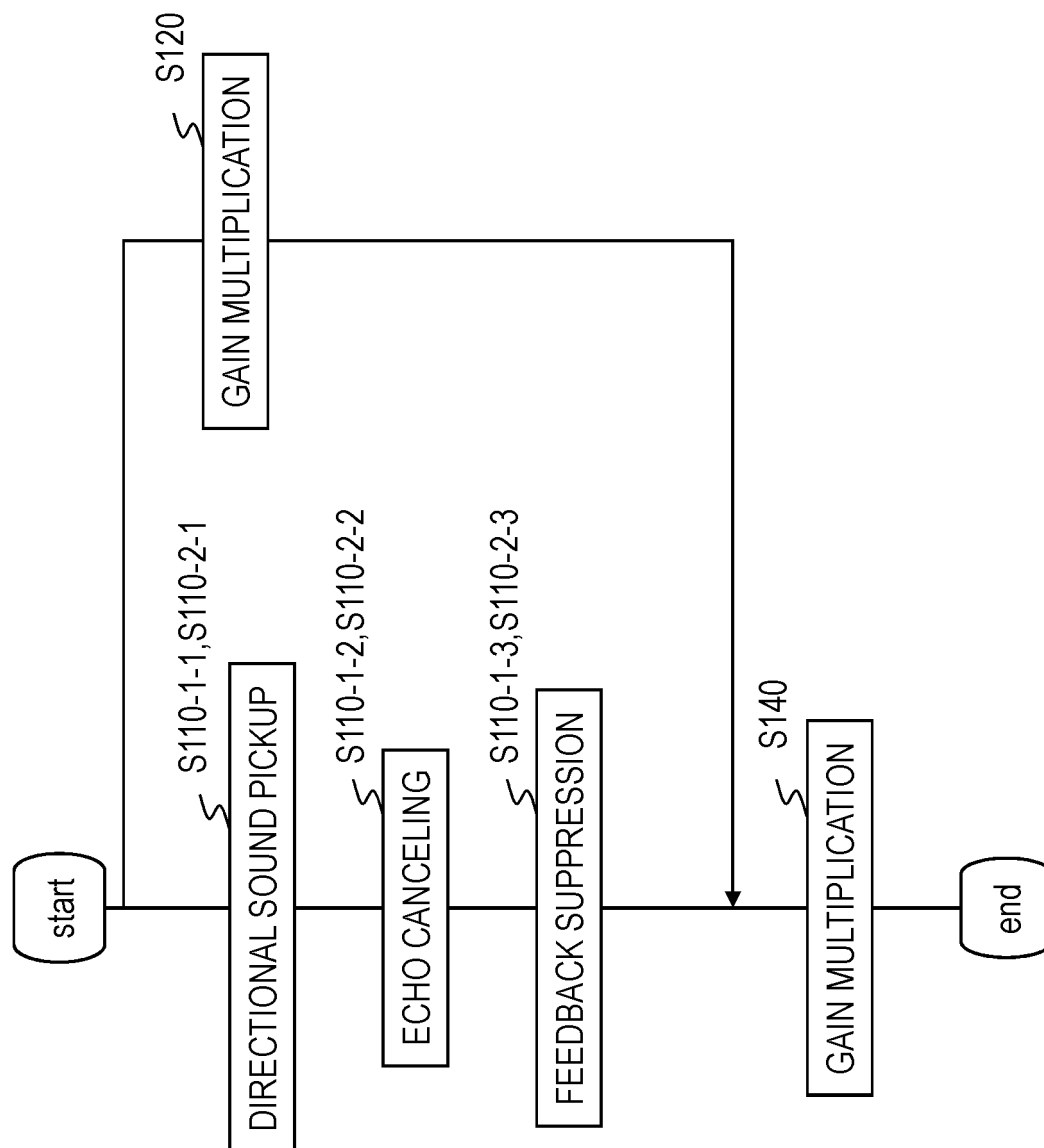 start
S110-1-1,S110-2-1
DIRECTIONAL SOUND PICKUP
S110-1-2,S110-2-2
ECHO CANCELING
S110-1-3,S110-2-3
FEEDBACK SUPPRESSION
S120
GAIN MULTIPLICATION
S140
GAIN MULTIPLICATION
end